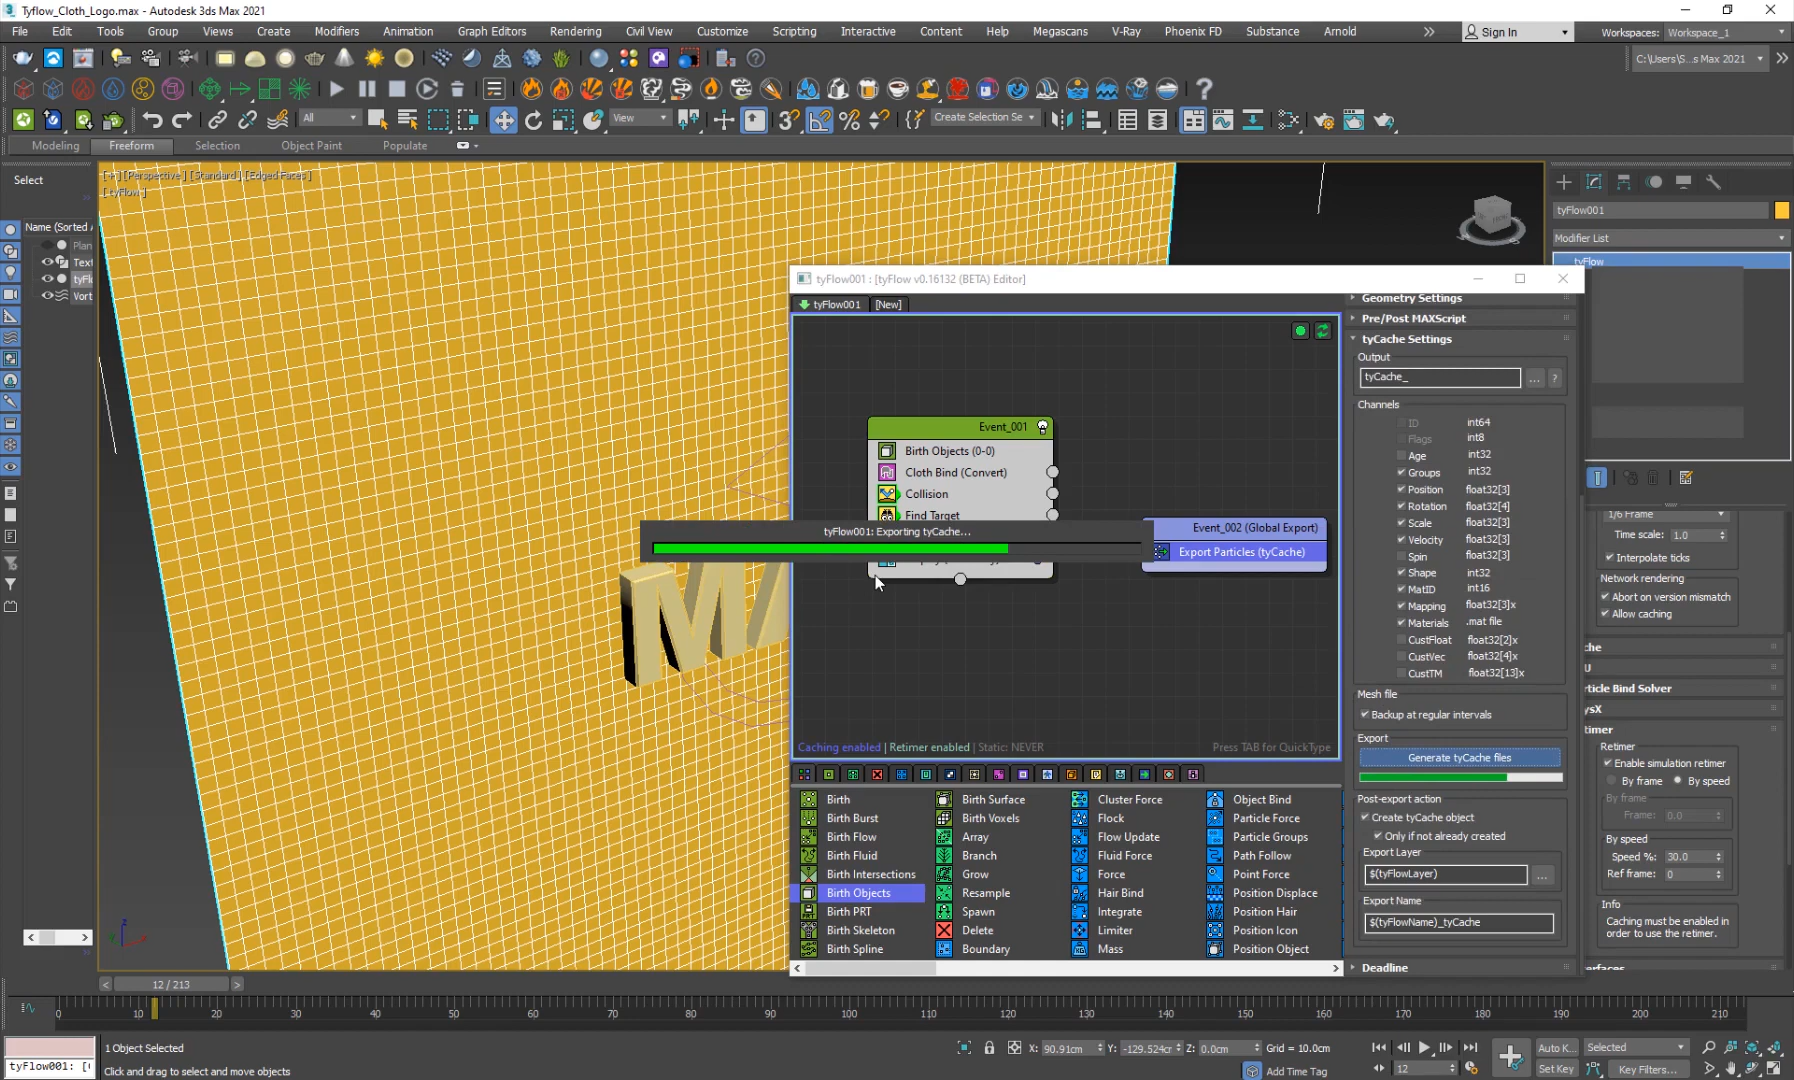 Tyflow_Cloth_Logo.max - Autodesk 3ds Max 2021
File Edit Tools Group Views Create Modifiers Animation Graph Editors Rendering Civil View Customize Scripting Interactive Content Help Megascans V-Ray Phoenix FD Substance Arnold
Sign In
Workspaces: Workspace_1
C:\Users\S...s Max 2021
All
View
Create Selection Se
Modeling Freeform Selection Object Paint Populate
Select
Name (Sorted A
Plan
Text
tyFl
Vort
[+] [Perspective] [Standard] [Edged Faces]
[tyFlow]
MA
tyFlow001
Modifier List
tyFlow
tyFlow001 : [tyFlow v0.16132 (BETA) Editor]
tyFlow001 [New]
Event_001
Birth Objects (0-0)
Cloth Bind (Convert)
Collision
Find Target
tyFlow001: Exporting tyCache...
Event_002 (Global Export)
Export Particles (tyCache)
Caching enabled | Retimer enabled | Static: NEVER
Press TAB for QuickType
Birth
Birth Burst
Birth Flow
Birth Fluid
Birth Intersections
Birth Objects
Birth PRT
Birth Skeleton
Birth Spline
Birth Surface
Birth Voxels
Array
Branch
Grow
Resample
Spawn
Delete
Boundary
Cluster Force
Flock
Flow Update
Fluid Force
Force
Hair Bind
Integrate
Limiter
Mass
Object Bind
Particle Force
Particle Groups
Path Follow
Point Force
Position Displace
Position Hair
Position Icon
Position Object
Geometry Settings
Pre/Post MAXScript
tyCache Settings
Output
tyCache_
...
?
Channels
ID int64
Flags int8
Age int32
Groups int32
Position float32[3]
Rotation float32[4]
Scale float32[3]
Velocity float32[3]
Spin float32[3]
Shape int32
MatID int16
Mapping float32[3]x
Materials .mat file
CustFloat float32[2]x
CustVec float32[4]x
CustTM float32[13]x
Mesh file
Backup at regular intervals
Export
Generate tyCache files
Post-export action
Create tyCache object
Only if not already created
Export Layer
$(tyFlowLayer)
...
Export Name
$(tyFlowName)_tyCache
Deadline
1/6 Frame
Time scale: 1.0
Interpolate ticks
Network rendering
Abort on version mismatch
Allow caching
che
U
rticle Bind Solver
ysX
timer
Retimer
Enable simulation retimer
By frame By speed
By frame
Frame: 0.0
By speed
Speed %: 30.0
Ref frame: 0
Info
Caching must be enabled in
order to use the retimer.
erfaces
12 / 213
0 10 20 30 40 50 60 70 80 90 100 110 120 130 140 150 160 170 180 190 200 210
1 Object Selected
tyFlow001: [(
Click and drag to select and move objects
X: 90.91cm Y: -129.524cr Z: 0.0cm Grid = 10.0cm
Add Time Tag
12
Auto K...
Selected
Set Key
Key Filters...